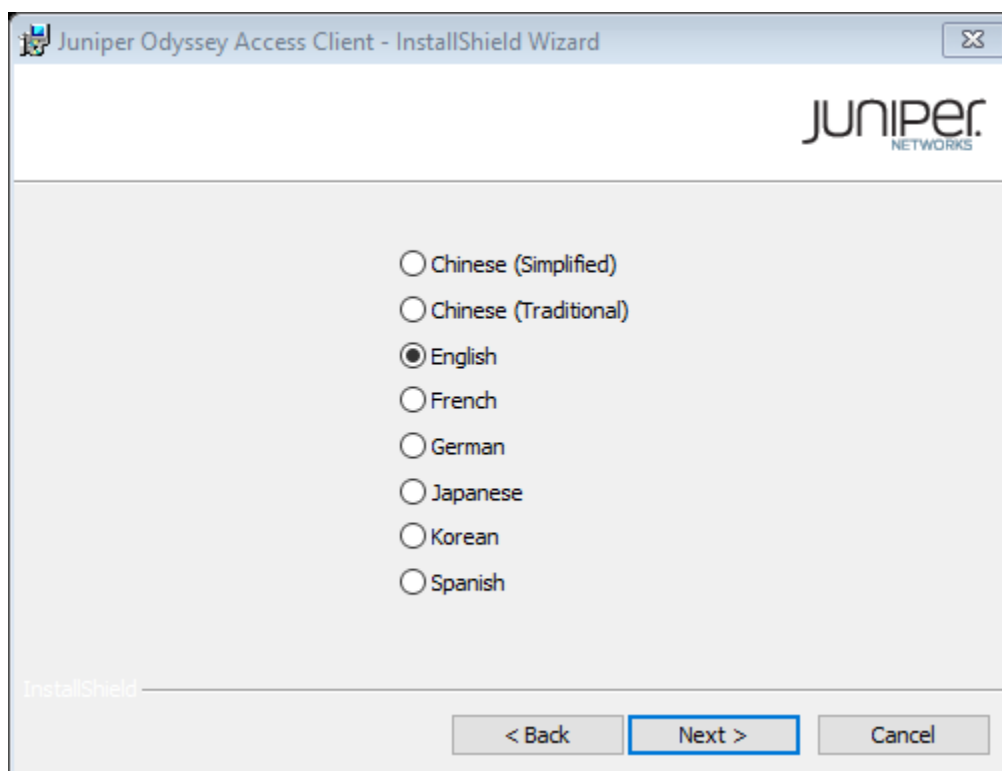 Juniper Odyssey Access Client - InstallShield Wizard
JUNIPER
NETWORKS
Chinese (Simplified)
Chinese (Traditional)
English
French
German
Japanese
Korean
Spanish
InstallShield
< Back Next > Cancel